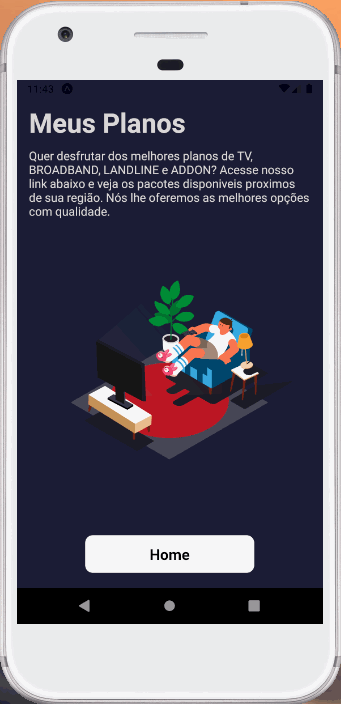 11:43
Meus Planos
Quer desfrutar dos melhores planos de TV,
BROADBAND, LANDLINE e ADDON? Acesse nosso
link abaixo e veja os pacotes disponíveis proximos
de sua região. Nós lhe oferemos as melhores opções
com qualidade.
Home